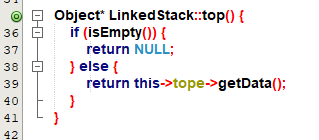 35 Object* LinkedStack::top() {
36 if (isEmpty()) {
37 return NULL;
38 } else {
39 return this->tope->getData();
40 }
41 }
42